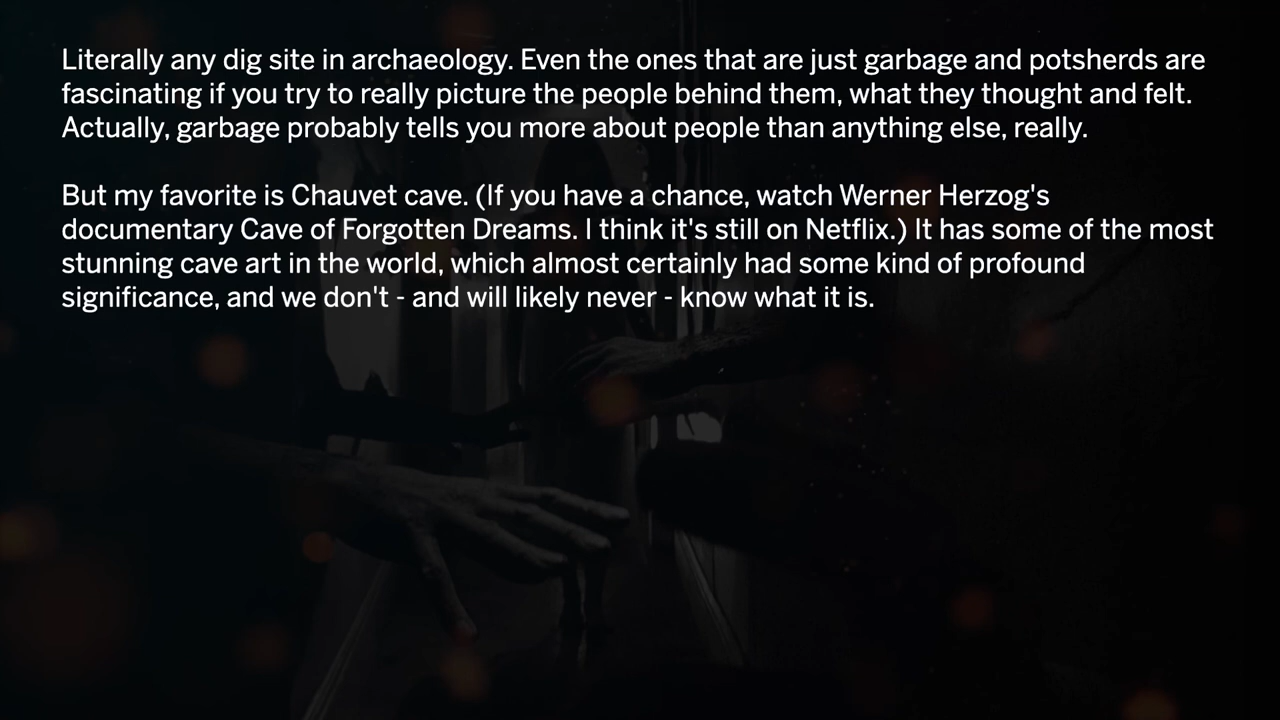 Literally any dig site in archaeology. Even the ones that are just garbage and potsherds are
fascinating if you try to really picture the people behind them, what they thought and felt.
Actually, garbage probably tells you more about people than anything else, really.
But my favorite is Chauvet cave. (If you have a chance, watch Werner Herzog's
documentary Cave of Forgotten Dreams. I think it's still on Netflix.) It has some of the most
stunning cave art in the world, which almost certainly had some kind of profound
significance, and we don't - and will likely never - know what it is.